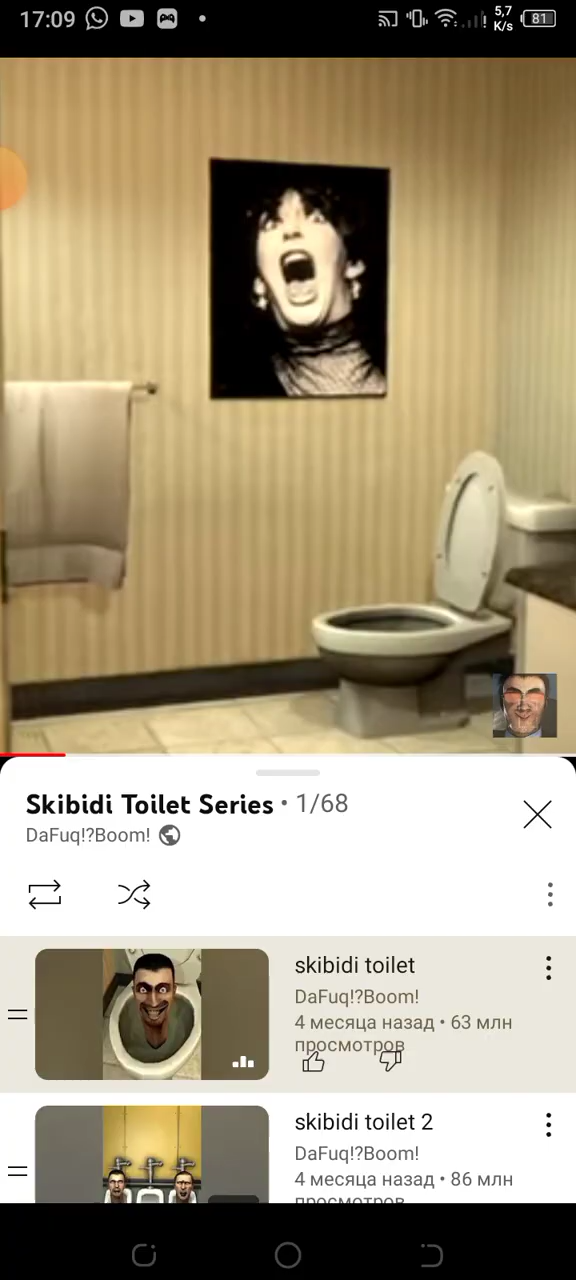 17:09
5,7
K/s
81
Skibidi Toilet Series • 1/68
DaFuq!?Boom!
skibidi toilet
DaFuq!?Boom!
4 месяца назад • 63 млн
просмотров
skibidi toilet 2
DaFuq!?Boom!
4 месяца назад • 86 млн
просмотров